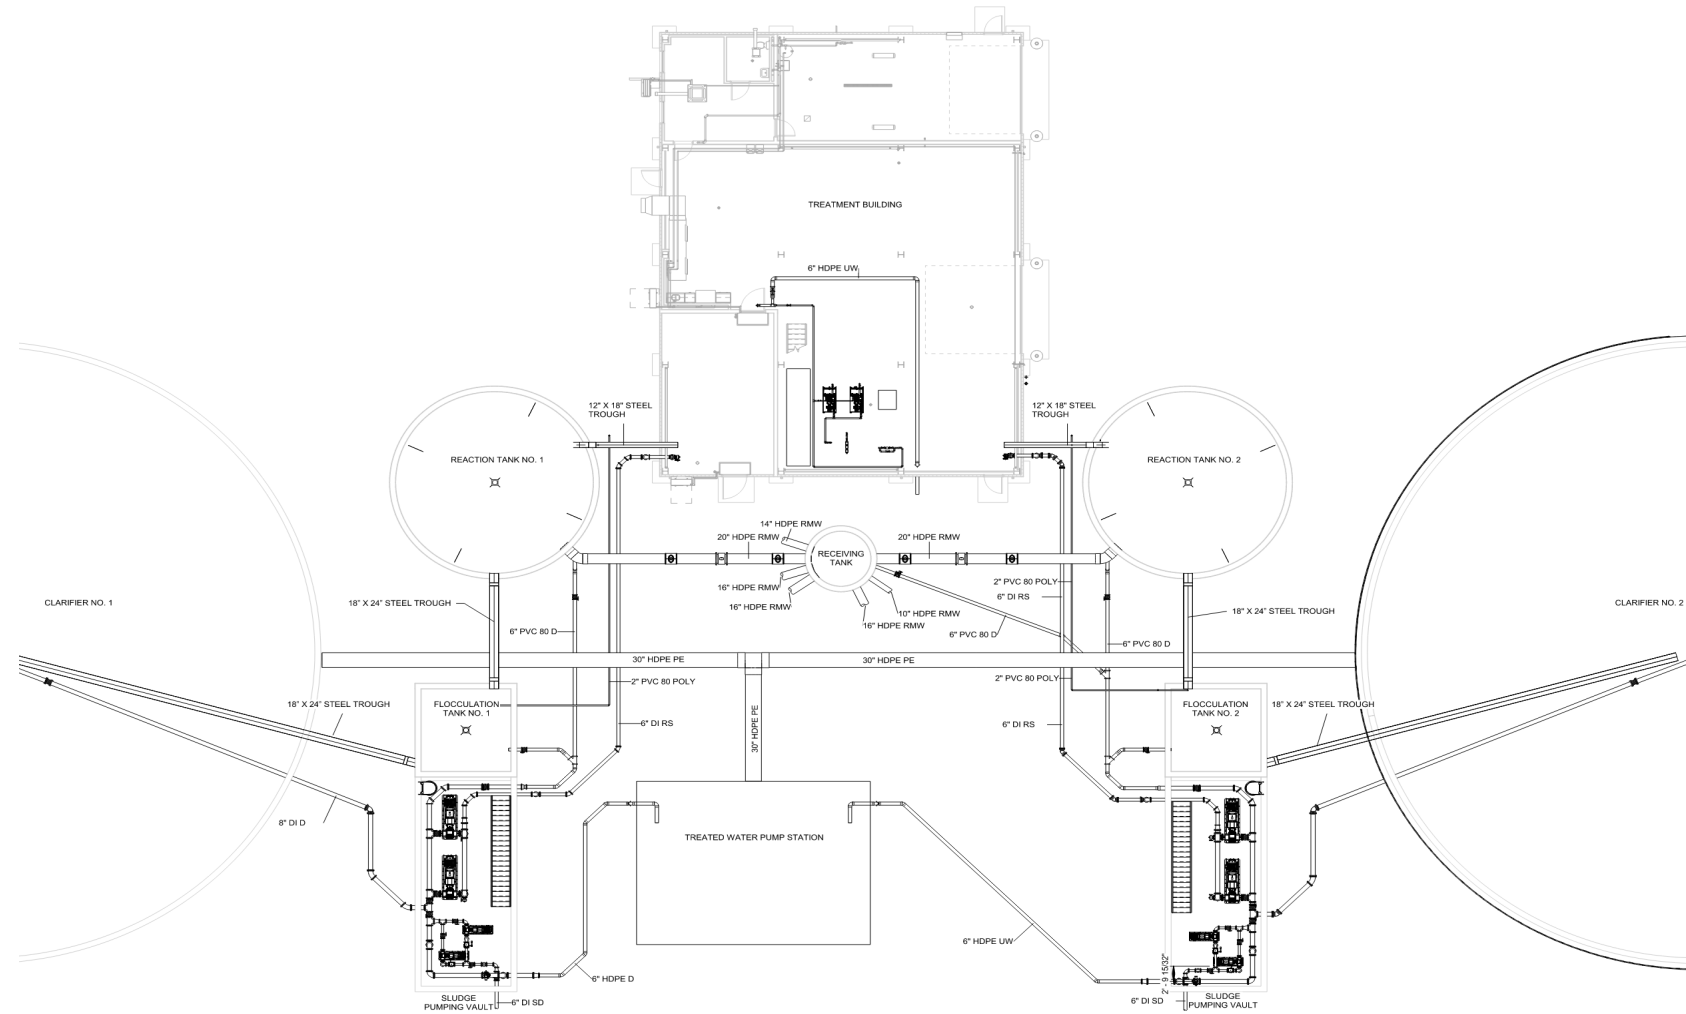 TREATMENT BUILDING
6" HDPE UW
12" X 18" STEEL
TROUGH
12" X 18" STEEL
TROUGH
REACTION TANK NO. 1
REACTION TANK NO. 2
14" HDPE RMW
20" HDPE RMW
20" HDPE RMW
RECEIVING
TANK
16" HDPE RMW
16" HDPE RMW
10" HDPE RMW
16" HDPE RMW
2" PVC 80 POLY
6" DI RS
6" PVC 80 D
CLARIFIER NO. 1
18" X 24" STEEL TROUGH
6" PVC 80 D
18" X 24" STEEL TROUGH
CLARIFIER NO. 2
6" PVC 80 D
30" HDPE PE
30" HDPE PE
2" PVC 80 POLY
2" PVC 80 POLY
18" X 24" STEEL TROUGH
FLOCCULATION
TANK NO. 1
6" DI RS
30" HDPE PE
6" DI RS
FLOCCULATION
TANK NO. 2
18" X 24" STEEL TROUGH
8" DI D
TREATED WATER PUMP STATION
6" HDPE UW
6" HDPE D
2' - 9 15/32"
SLUDGE
PUMPING VAULT
6" DI SD
6" DI SD
SLUDGE
PUMPING VAULT